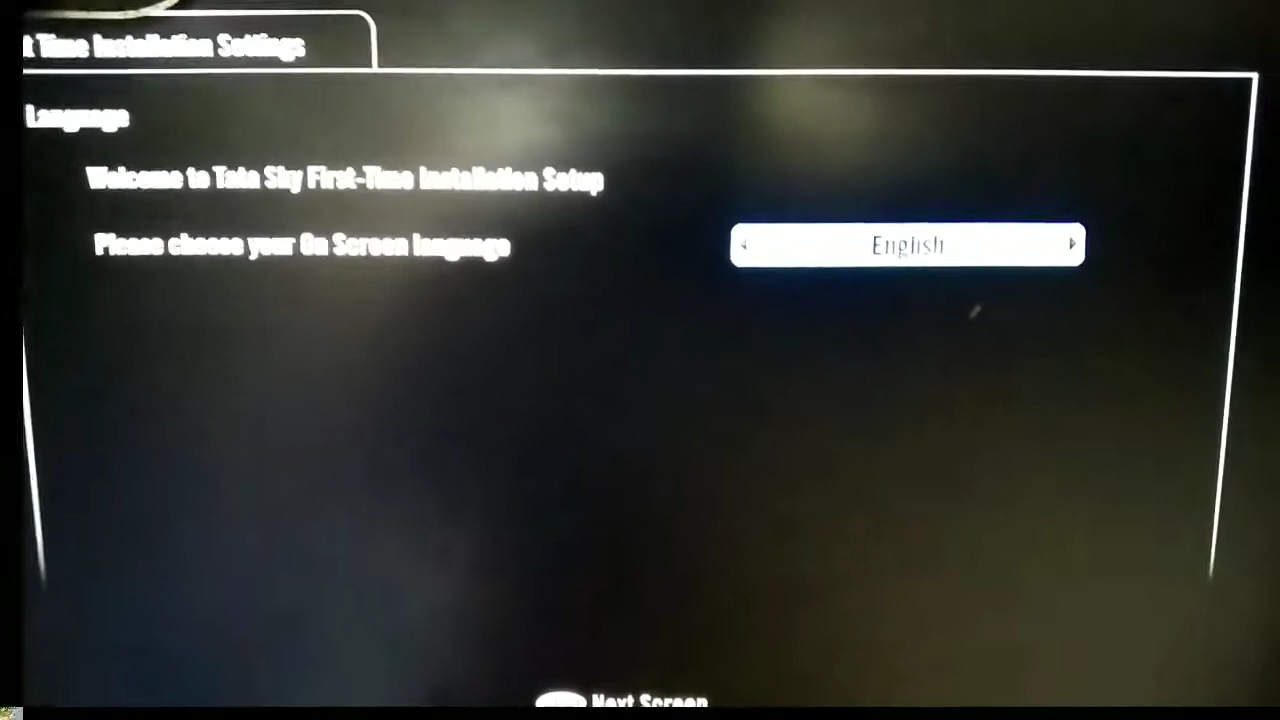 t Time Installation Settings
Language
Welcome to Tata Sky First-Time Installation Setup
Please choose your On Screen language
English
Next Screen